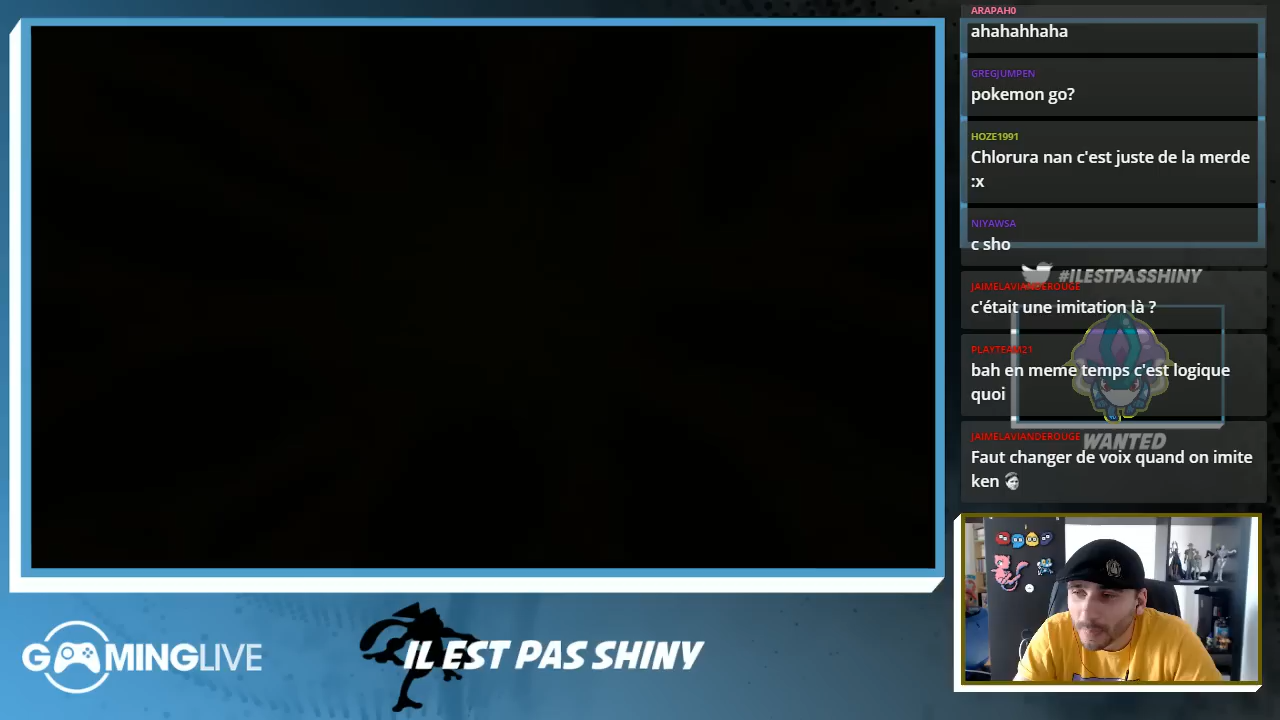 ARAPAH0
ahahahhaha
GREGJUMPEN
pokemon go?
HOZE1991
Chlorura nan c'est juste de la merde
:x
NIYAWSA
c sho
#ILESTPASSHINY
JAIMELAVIANDEROUGE
c'était une imitation là ?
PLAYTEAM21
bah en meme temps c'est logique
quoi
JAIMELAVIANDEROUGE
WANTED
Faut changer de voix quand on imite
ken
GAMINGLIVE
IL EST PAS SHINY